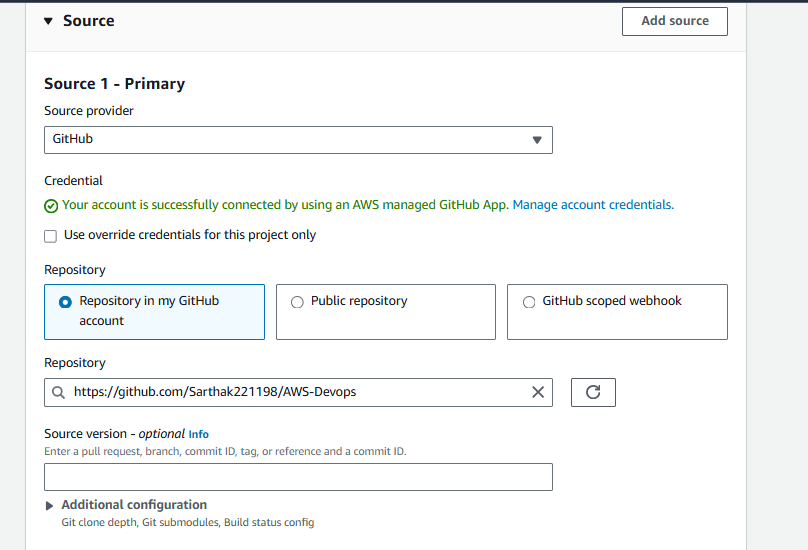 Source
Add source
Source 1 - Primary
Source provider
GitHub
Credential
Your account is successfully connected by using an AWS managed GitHub App. Manage account credentials.
Use override credentials for this project only
Repository
Repository in my GitHub
account
Public repository
GitHub scoped webhook
Repository
https://github.com/Sarthak221198/AWS-Devops
Source version - optional Info
Enter a pull request, branch, commit ID, tag, or reference and a commit ID.
Additional configuration
Git clone depth, Git submodules, Build status config